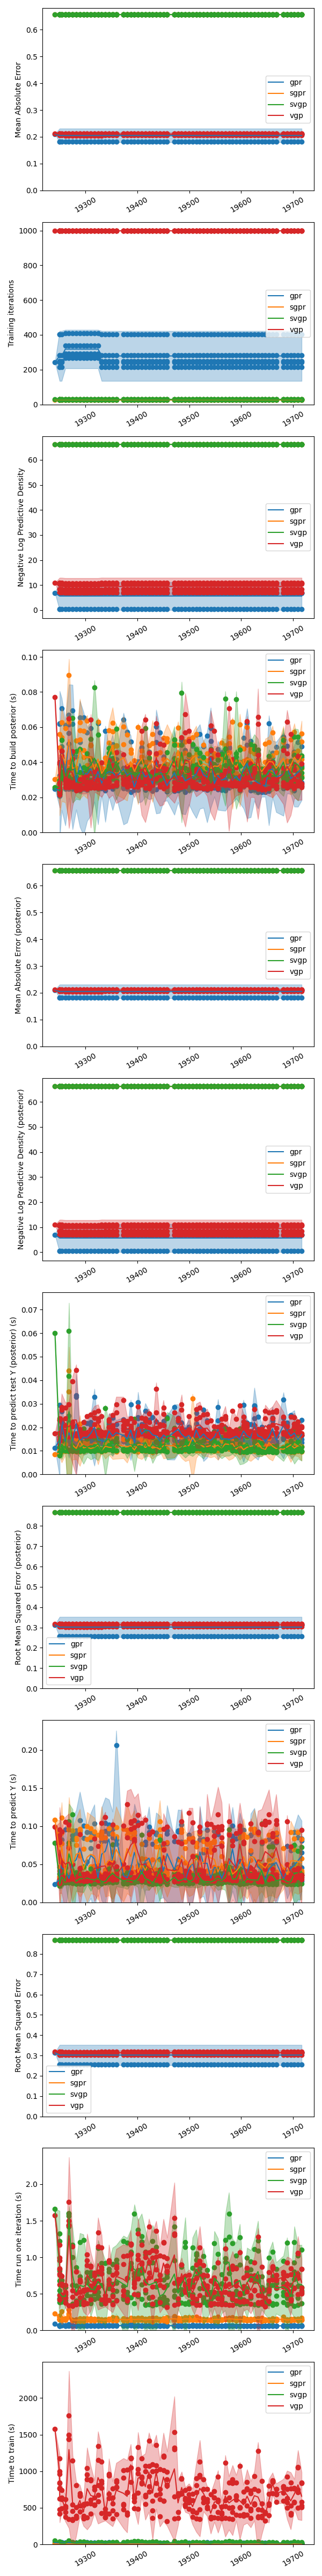 Mean Absolute Error
0.6
0.5
0.4
0.3
0.2
0.1
0.0
gpr
sgpr
svgp
vgp
19300
19400
19500
19600
19700
Training iterations
1000
800
600
400
200
0
gpr
sgpr
svgp
vgp
19300
19400
19500
19600
19700
Negative Log Predictive Density
60
50
40
30
20
10
0
gpr
sgpr
svgp
vgp
19300
19400
19500
19600
19700
Time to build posterior (s)
0.10
0.08
0.06
0.04
0.02
0.00
gpr
sgpr
svgp
vgp
19300
19400
19500
19600
19700
Mean Absolute Error (posterior)
0.6
0.5
0.4
0.3
0.2
0.1
0.0
gpr
sgpr
svgp
vgp
19300
19400
19500
19600
19700
Negative Log Predictive Density (posterior)
60
50
40
30
20
10
0
gpr
sgpr
svgp
vgp
19300
19400
19500
19600
19700
Time to predict test Y (posterior) (s)
0.07
0.06
0.05
0.04
0.03
0.02
0.01
0.00
gpr
sgpr
svgp
vgp
19300
19400
19500
19600
19700
Root Mean Squared Error (posterior)
0.8
0.7
0.6
0.5
0.4
0.3
0.2
0.1
0.0
gpr
sgpr
svgp
vgp
19300
19400
19500
19600
19700
Time to predict Y (s)
0.20
0.15
0.10
0.05
0.00
gpr
sgpr
svgp
vgp
19300
19400
19500
19600
19700
Root Mean Squared Error
0.8
0.7
0.6
0.5
0.4
0.3
0.2
0.1
0.0
gpr
sgpr
svgp
vgp
19300
19400
19500
19600
19700
Time run one iteration (s)
2.0
1.5
1.0
0.5
0.0
gpr
sgpr
svgp
vgp
19300
19400
19500
19600
19700
Time to train (s)
2000
1500
1000
500
0
gpr
sgpr
svgp
vgp
19300
19400
19500
19600
19700